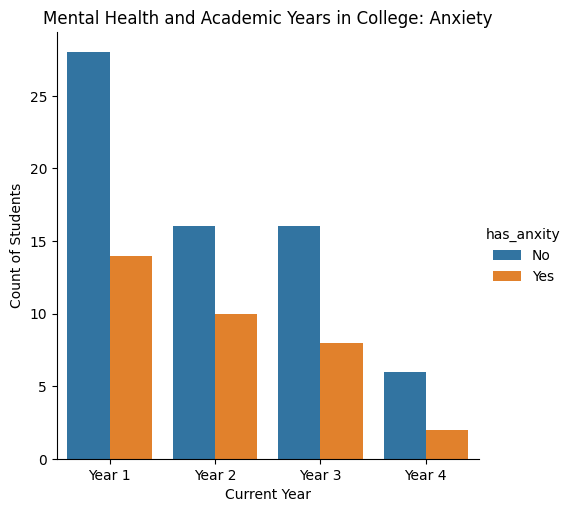 Mental Health and Academic Years in College: Anxiety
Count of Students
25
20
15
10
5
0
Year 1 Year 2 Year 3 Year 4
Current Year
has_anxity
No
Yes